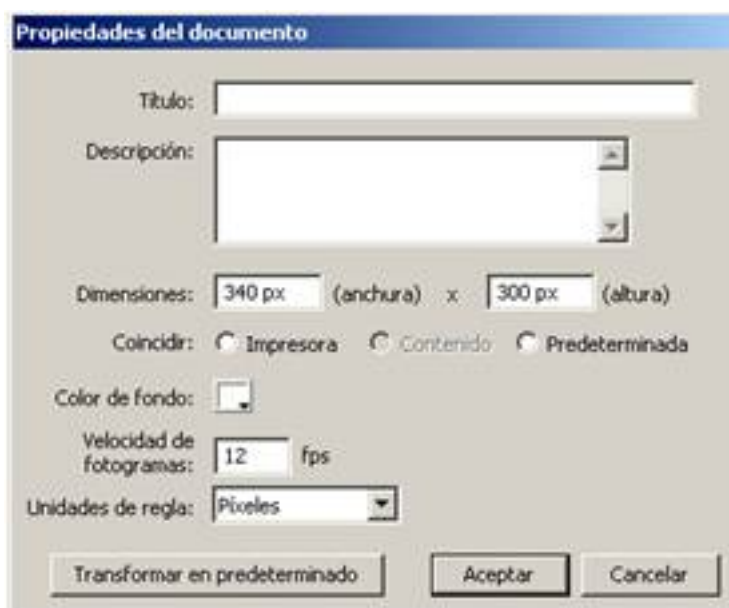 Propiedades del documento
Título:
Descripción:
Dimensiones: 340 px (anchura) x 300 px (altura)
Coincidir: Impresora Contenido Predeterminada
Color de fondo:
Velocidad de
fotogramas: 12 fps
Unidades de regla: Píxeles
Transformar en predeterminado Aceptar Cancelar